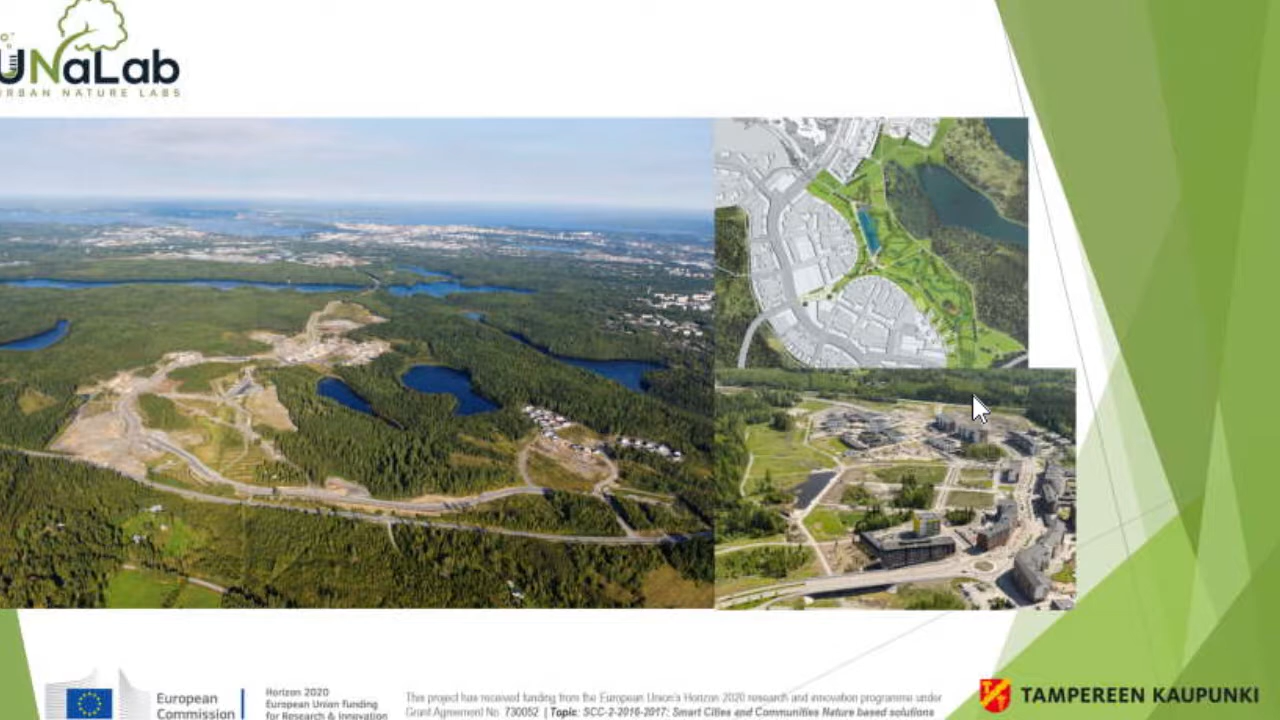 UNaLab
URBAN NATURE LABS
European
Commission
Horizon 2020
European Union funding
for Research & Innovation
This project has received funding from the European Union's Horizon 2020 research and innovation programme under
Grant Agreement No. 730052 | Topic: SCC-2-2016-2017: Smart Cities and Communities Nature based solutions
TAMPEREEN KAUPUNKI